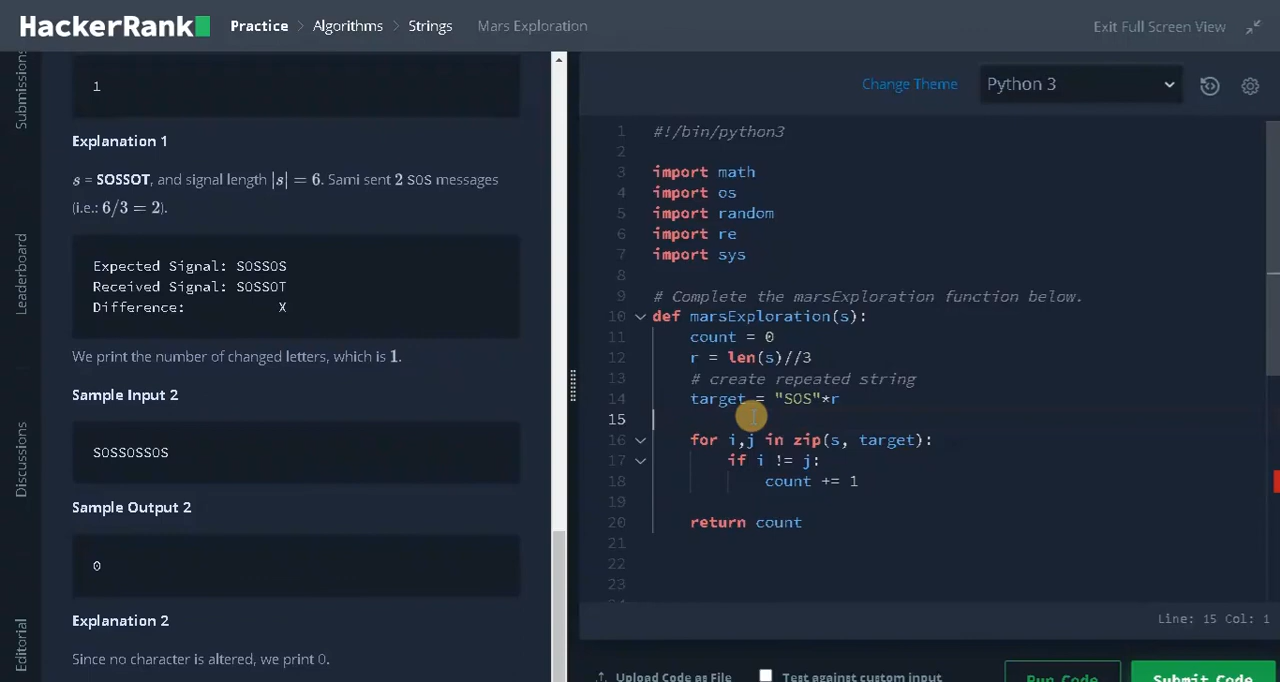 HackerRank Practice > Algorithms > Strings > Mars Exploration Exit Full Screen View
Submissions
Leaderboard
Discussions
Editorial
1
Explanation 1
s = SOSSOT, and signal length |s| = 6. Sami sent 2 SOS messages
(i.e.: 6/3 = 2).
Expected Signal: SOSSOS
Received Signal: SOSSOT
Difference: X
We print the number of changed letters, which is 1.
Sample Input 2
SOSSOSSOS
Sample Output 2
0
Explanation 2
Since no character is altered, we print 0.
Change Theme Python 3
1 #!/bin/python3
2
3 import math
4 import os
5 import random
6 import re
7 import sys
8
9 # Complete the marsExploration function below.
10 def marsExploration(s):
11 count = 0
12 r = len(s)//3
13 # create repeated string
14 target = "SOS"*r
15
16 for i,j in zip(s, target):
17 if i != j:
18 count += 1
19
20 return count
21
22
23
24
Line: 15 Col: 1
Upload Code as File Test against custom input Run Code Submit Code